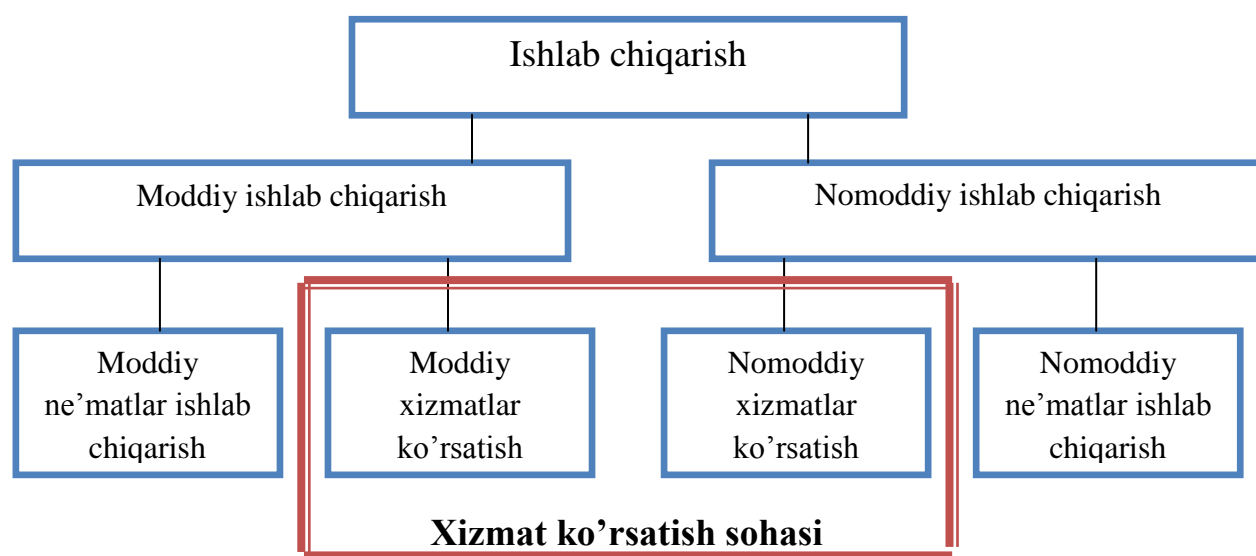 Ishlab chiqarish
Moddiy ishlab chiqarish
Nomoddiy ishlab chiqarish
Moddiy
ne’matlar ishlab
chiqarish
Moddiy
xizmatlar
ko’rsatish
Nomoddiy
xizmatlar
ko’rsatish
Nomoddiy
ne’matlar ishlab
chiqarish
Xizmat ko’rsatish sohasi